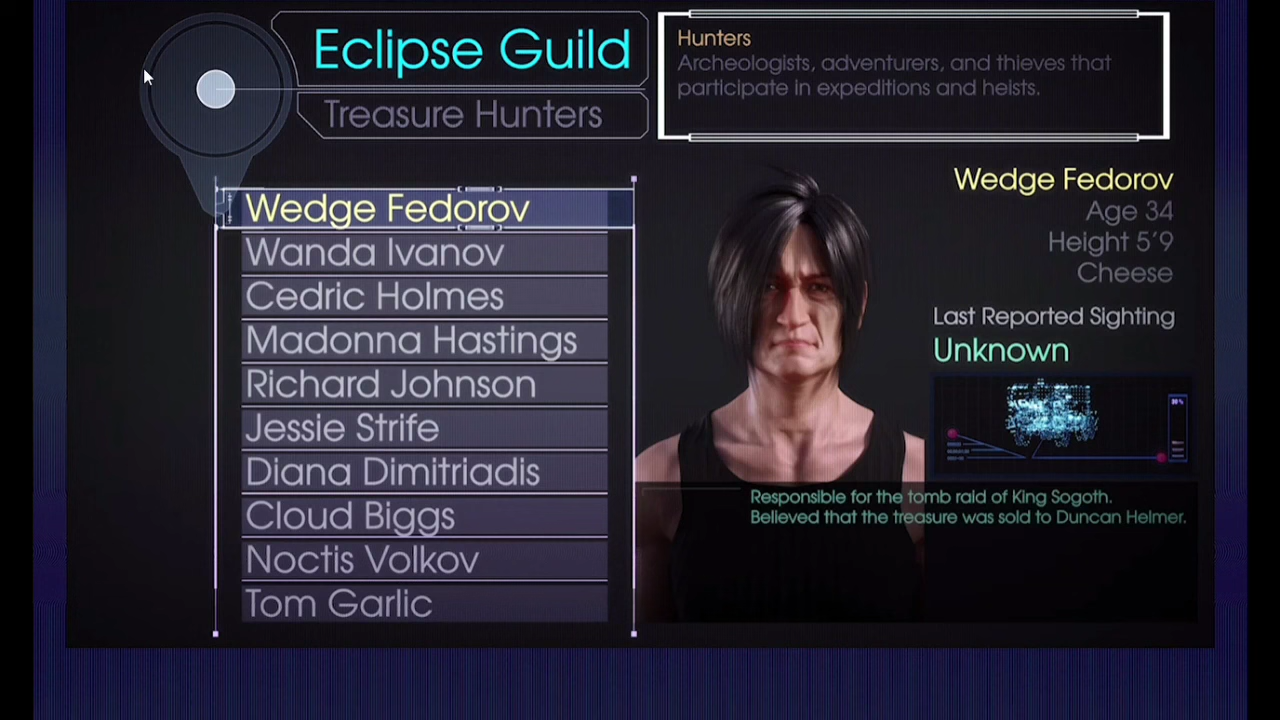 Eclipse Guild
Treasure Hunters
Hunters
Archeologists, adventurers, and thieves that
participate in expeditions and heists.
Wedge Fedorov
Wanda Ivanov
Cedric Holmes
Madonna Hastings
Richard Johnson
Jessie Strife
Diana Dimitriadis
Cloud Biggs
Noctis Volkov
Tom Garlic
Wedge Fedorov
Age 34
Height 5'9
Cheese
Last Reported Sighting
Unknown
Responsible for the tomb raid of King Sogoth.
Believed that the treasure was sold to Duncan Helmer.